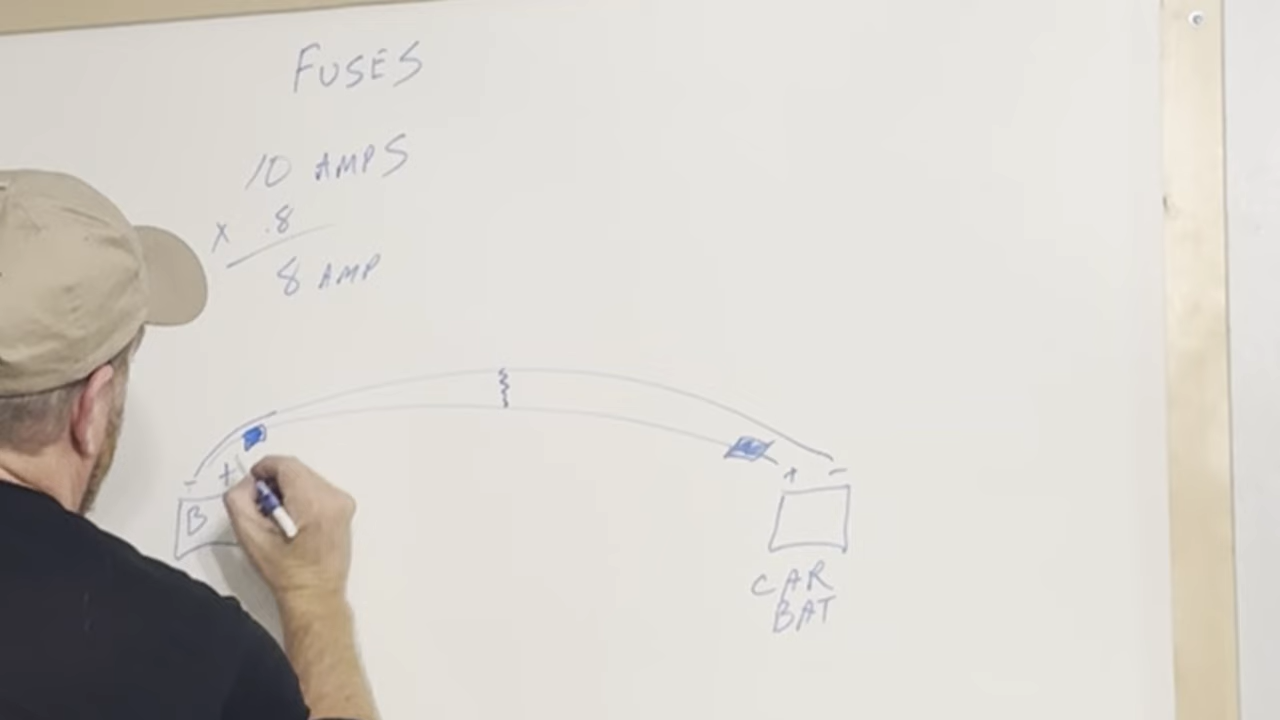 FUSES
10 AMPS
x .8
8 AMP
- +
B
+ -
CAR
BAT